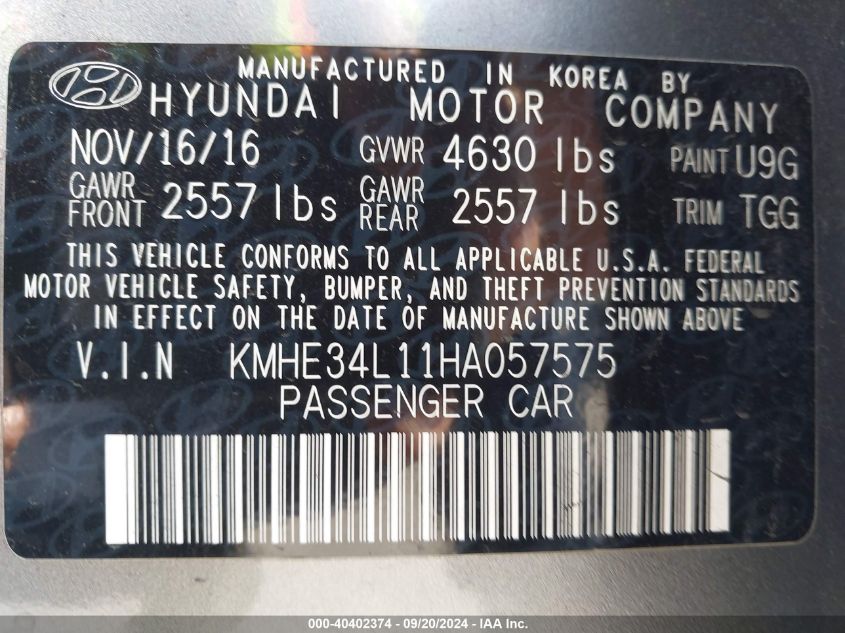 MANUFACTURED IN KOREA BY
HYUNDAI MOTOR COMPANY
NOV/16/16 GVWR 4630 lbs PAINT U9G
GAWR FRONT 2557 lbs GAWR REAR 2557 lbs TRIM TGG
THIS VEHICLE CONFORMS TO ALL APPLICABLE U.S.A. FEDERAL
MOTOR VEHICLE SAFETY, BUMPER, AND THEFT PREVENTION STANDARDS
IN EFFECT ON THE DATE OF MANUFACTURE SHOWN ABOVE
V.I.N KMHE34L11HA057575
PASSENGER CAR
000-40402374 - 09/20/2024 - IAAI - IAAI.com